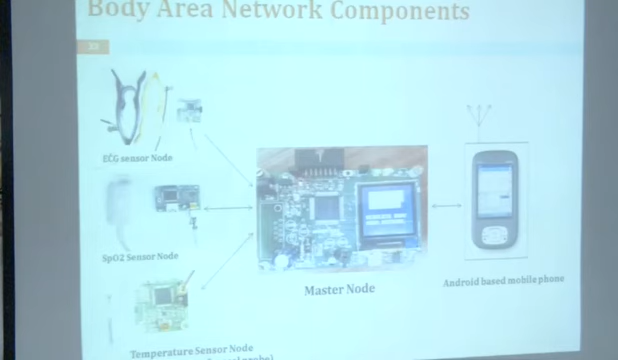 Body Area Network Components
ECG sensor Node
SpO2 Sensor Node
Master Node
Android based mobile phone
Temperature Sensor Node